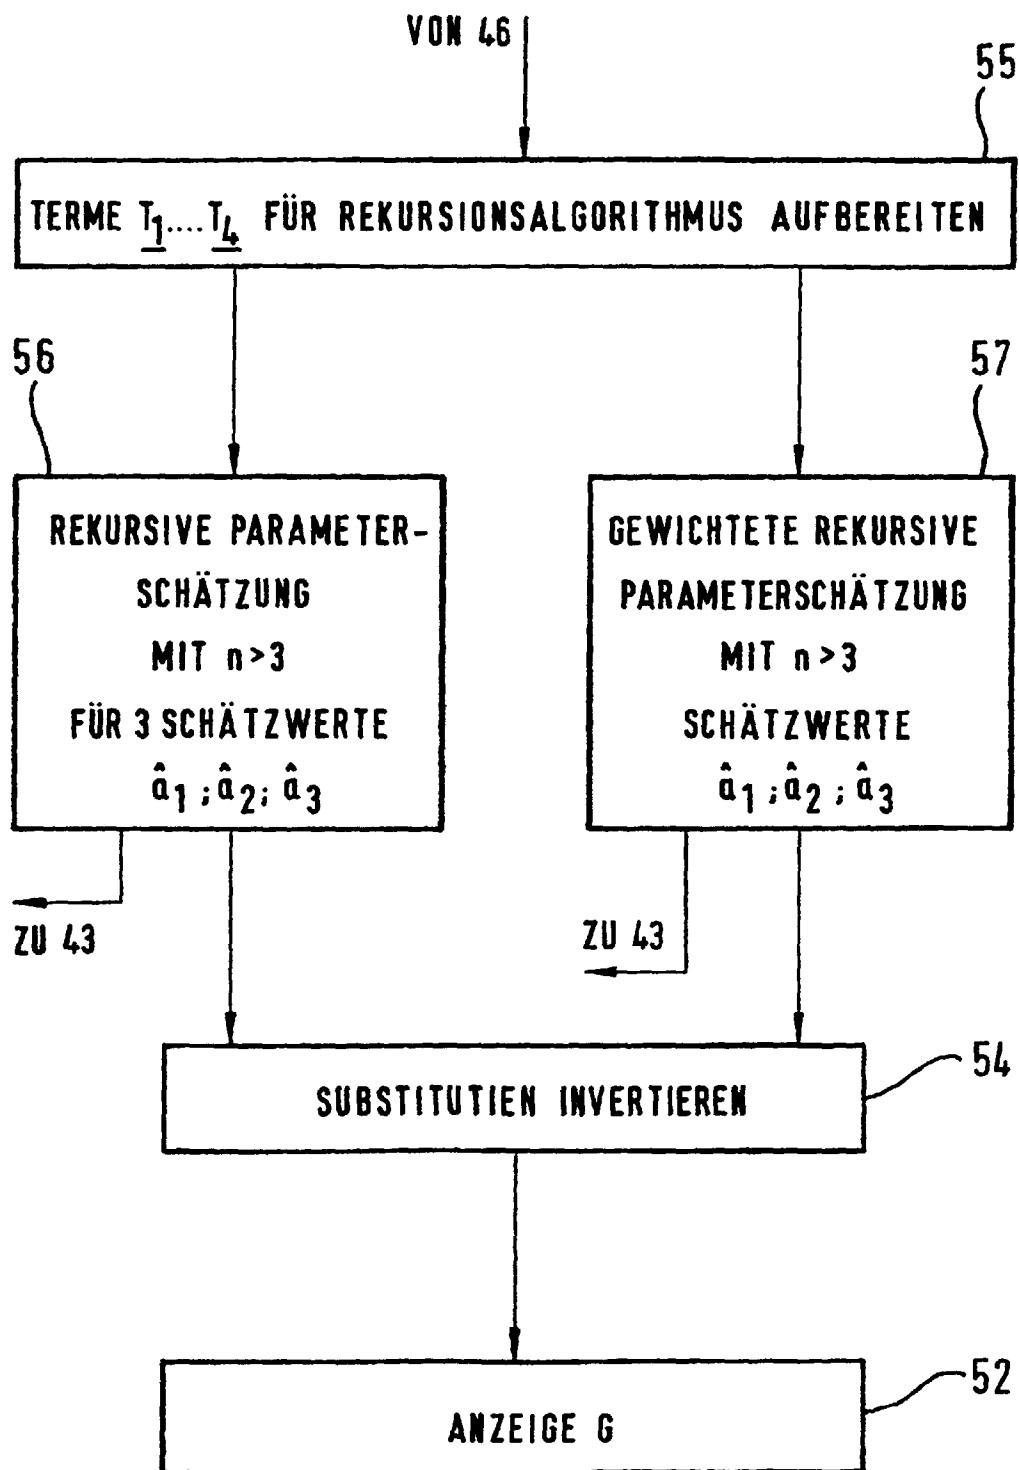 VON 46
55
TERME T1....T4 FÜR REKURSIONSALGORITHMUS AUFBEREITEN
56
57
REKURSIVE PARAMETER-
SCHÄTZUNG
MIT n>3
FÜR 3 SCHÄTZWERTE
â1 ; â2; â3
GEWICHTETE REKURSIVE
PARAMETERSCHÄTZUNG
MIT n>3
SCHÄTZWERTE
â1 ; â2 ; â3
ZU 43
ZU 43
54
SUBSTITUTIEN INVERTIEREN
52
ANZEIGE G